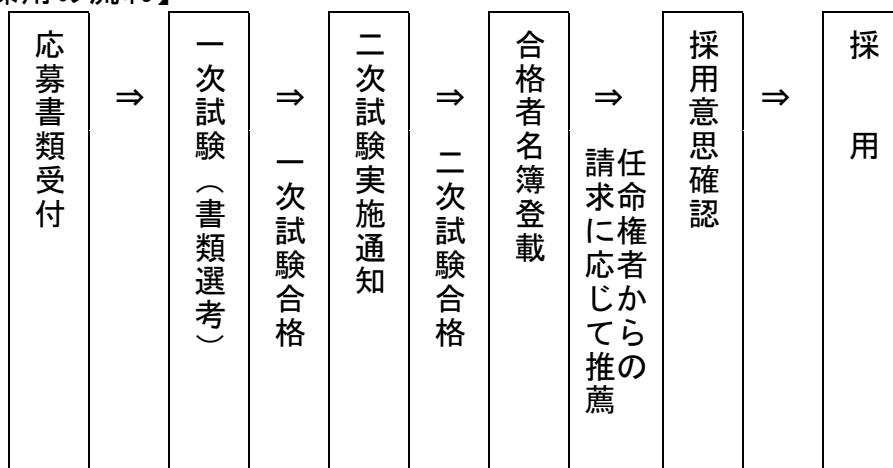 応募書類受付
⇒
一次試験（書類選考）
⇒
一次試験合格
二次試験実施通知
⇒
二次試験合格
合格者名簿登載
⇒
任命権者からの
請求に応じて推薦
採用意思確認
⇒
採用